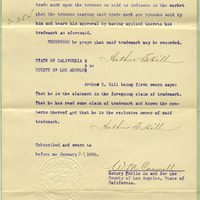 trade mark upon the trousers so sold is to indicate in the market
that the trousers bearing said trade mark are trousers sold by
him and bears his approval by having affixed thereto his
trademark as aforesaid.
WHEREFORE he prays that said trademark may be recorded.
Arthur S. Hill
STATE OF CALIFORNIA )
) ss
COUNTY OF LOS ANGELES )
Arthur S. Hill being first sworn says:
That he is the claimant in the foregoing claim of trademark.
That he has read same claim of trademark and knows the con-
tents thereof and that he is the exclusive owner of said
trademark.
Arthur S. Hill
Subscribed and sworn to
before me January 1909.
Notary Public in and for the
County of Los Angeles, State of
California.